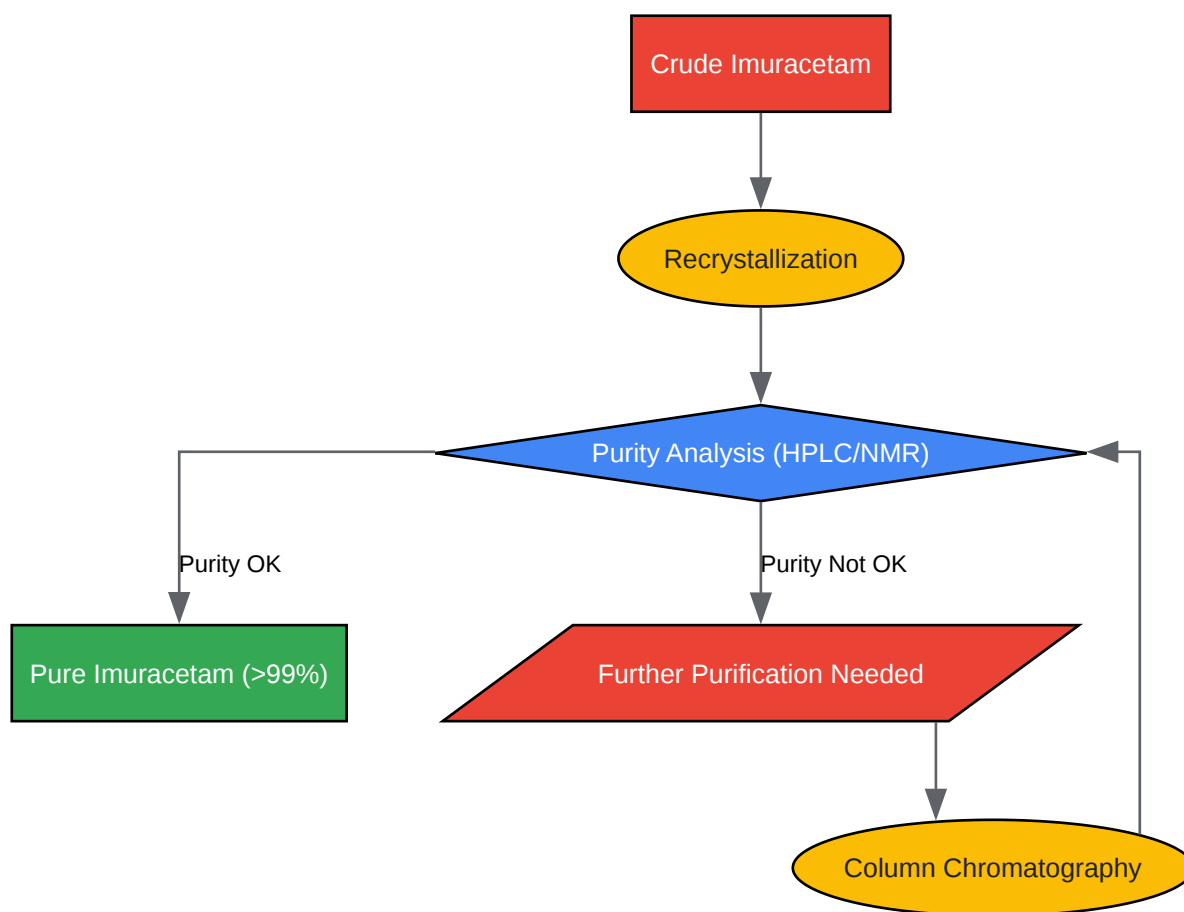 Crude Imuracetam
Recrystallization
Purity Analysis (HPLC/NMR)
Purity OK
Purity Not OK
Pure Imuracetam (>99%)
Further Purification Needed
Column Chromatography